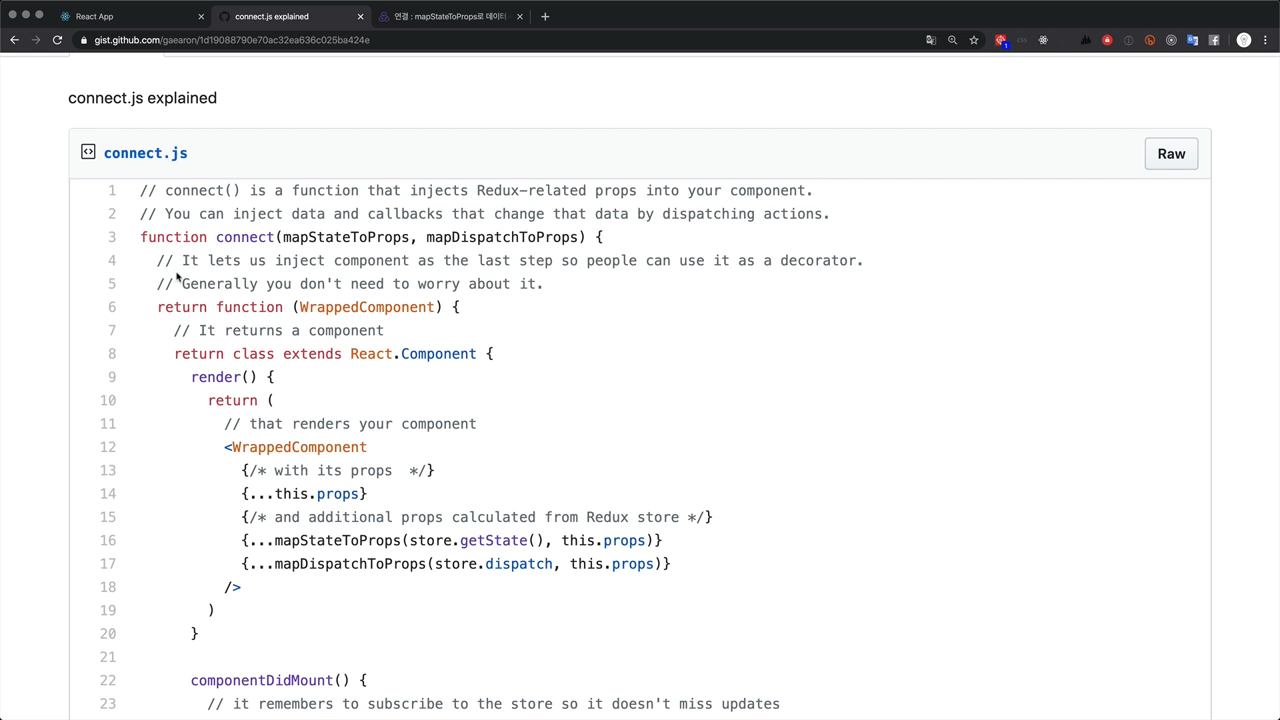 React App
connect.js explained
연결 : mapStateToProps로 데이터
gist.github.com/gaearon/1d19088790e70ac32ea636c025ba424e
connect.js explained
connect.js
Raw
1 // connect() is a function that injects Redux-related props into your component.
2 // You can inject data and callbacks that change that data by dispatching actions.
3 function connect(mapStateToProps, mapDispatchToProps) {
4 // It lets us inject component as the last step so people can use it as a decorator.
5 // Generally you don't need to worry about it.
6 return function (WrappedComponent) {
7 // It returns a component
8 return class extends React.Component {
9 render() {
10 return (
11 // that renders your component
12 <WrappedComponent
13 {/* with its props  */}
14 {...this.props}
15 {/* and additional props calculated from Redux store */}
16 {...mapStateToProps(store.getState(), this.props)}
17 {...mapDispatchToProps(store.dispatch, this.props)}
18 />
19 )
20 }
21
22 componentDidMount() {
23 // it remembers to subscribe to the store so it doesn't miss updates